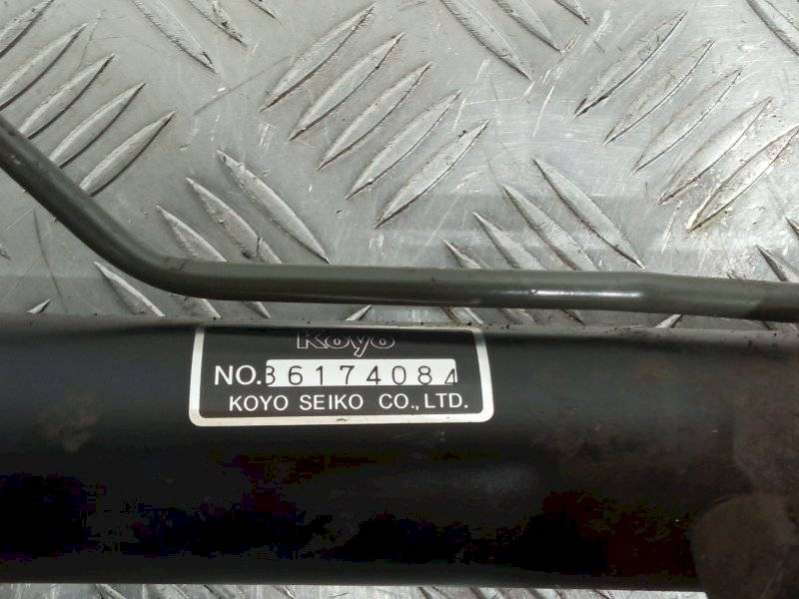 Koyo
NO. 36174084
KOYO SEIKO CO., LTD.